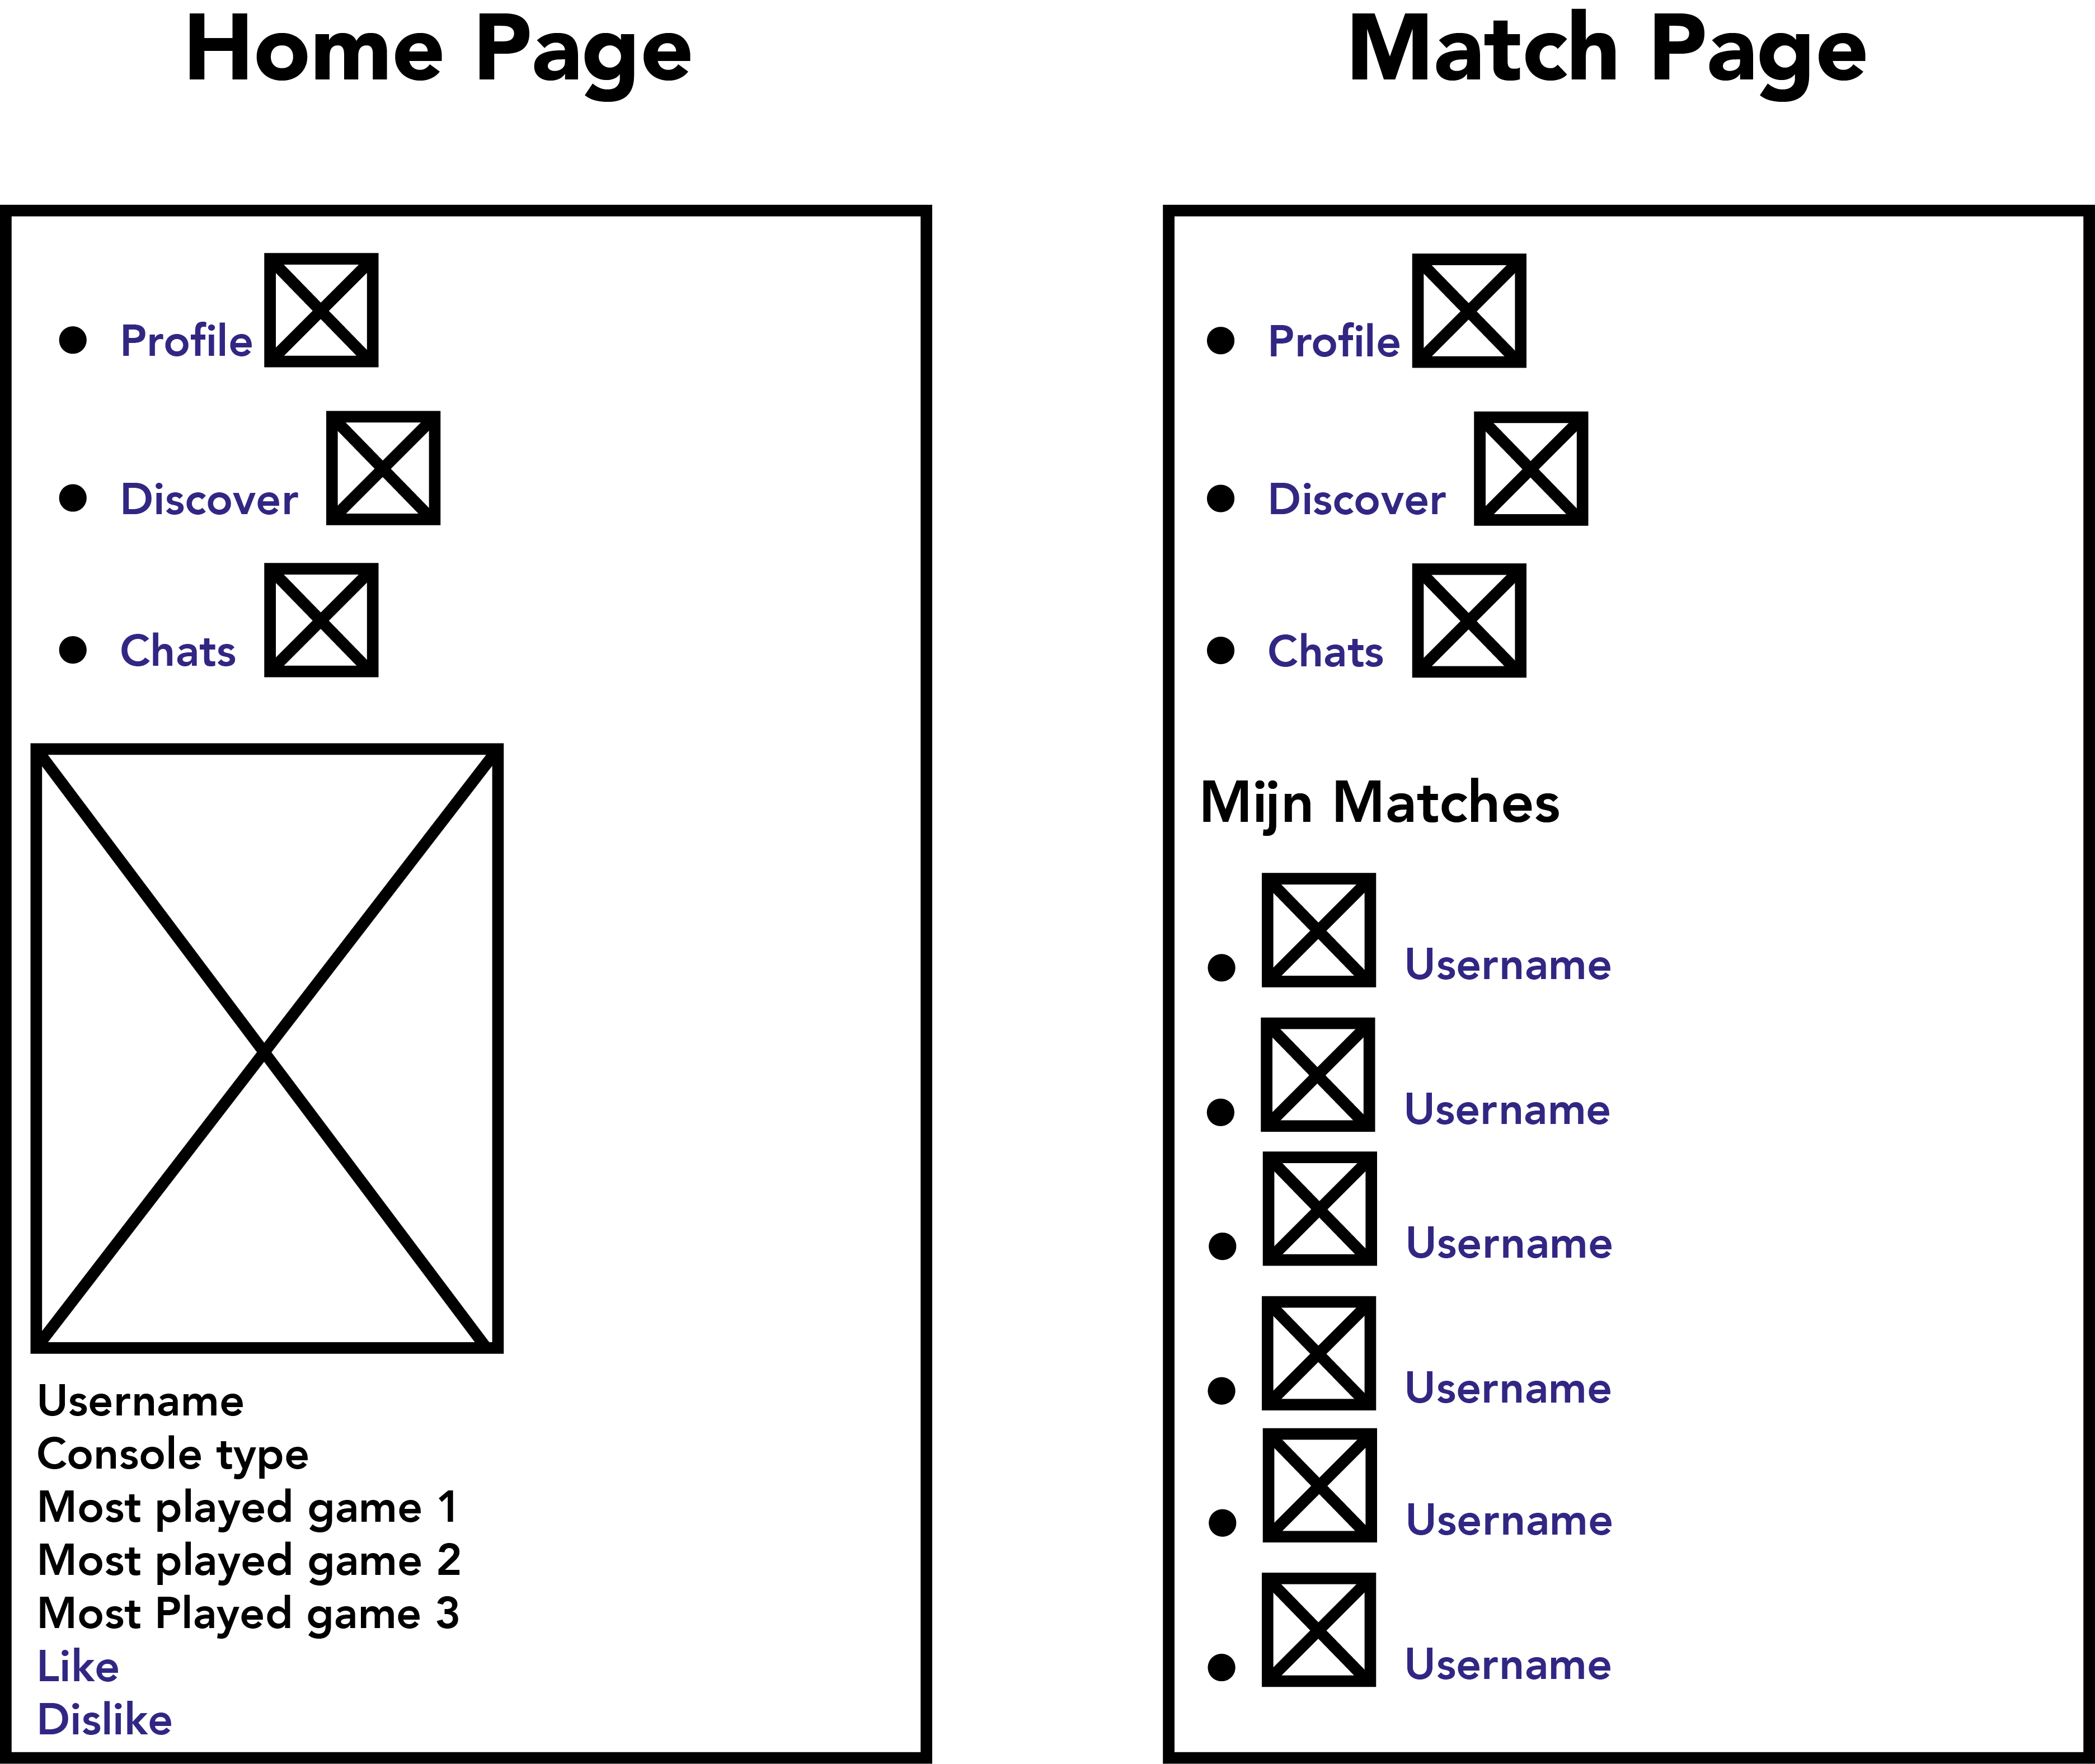 Home Page
Profile
Discover
Chats
Username
Console type
Most played game 1
Most played game 2
Most Played game 3
Like
Dislike
Match Page
Profile
Discover
Chats
Mijn Matches
Username
Username
Username
Username
Username
Username